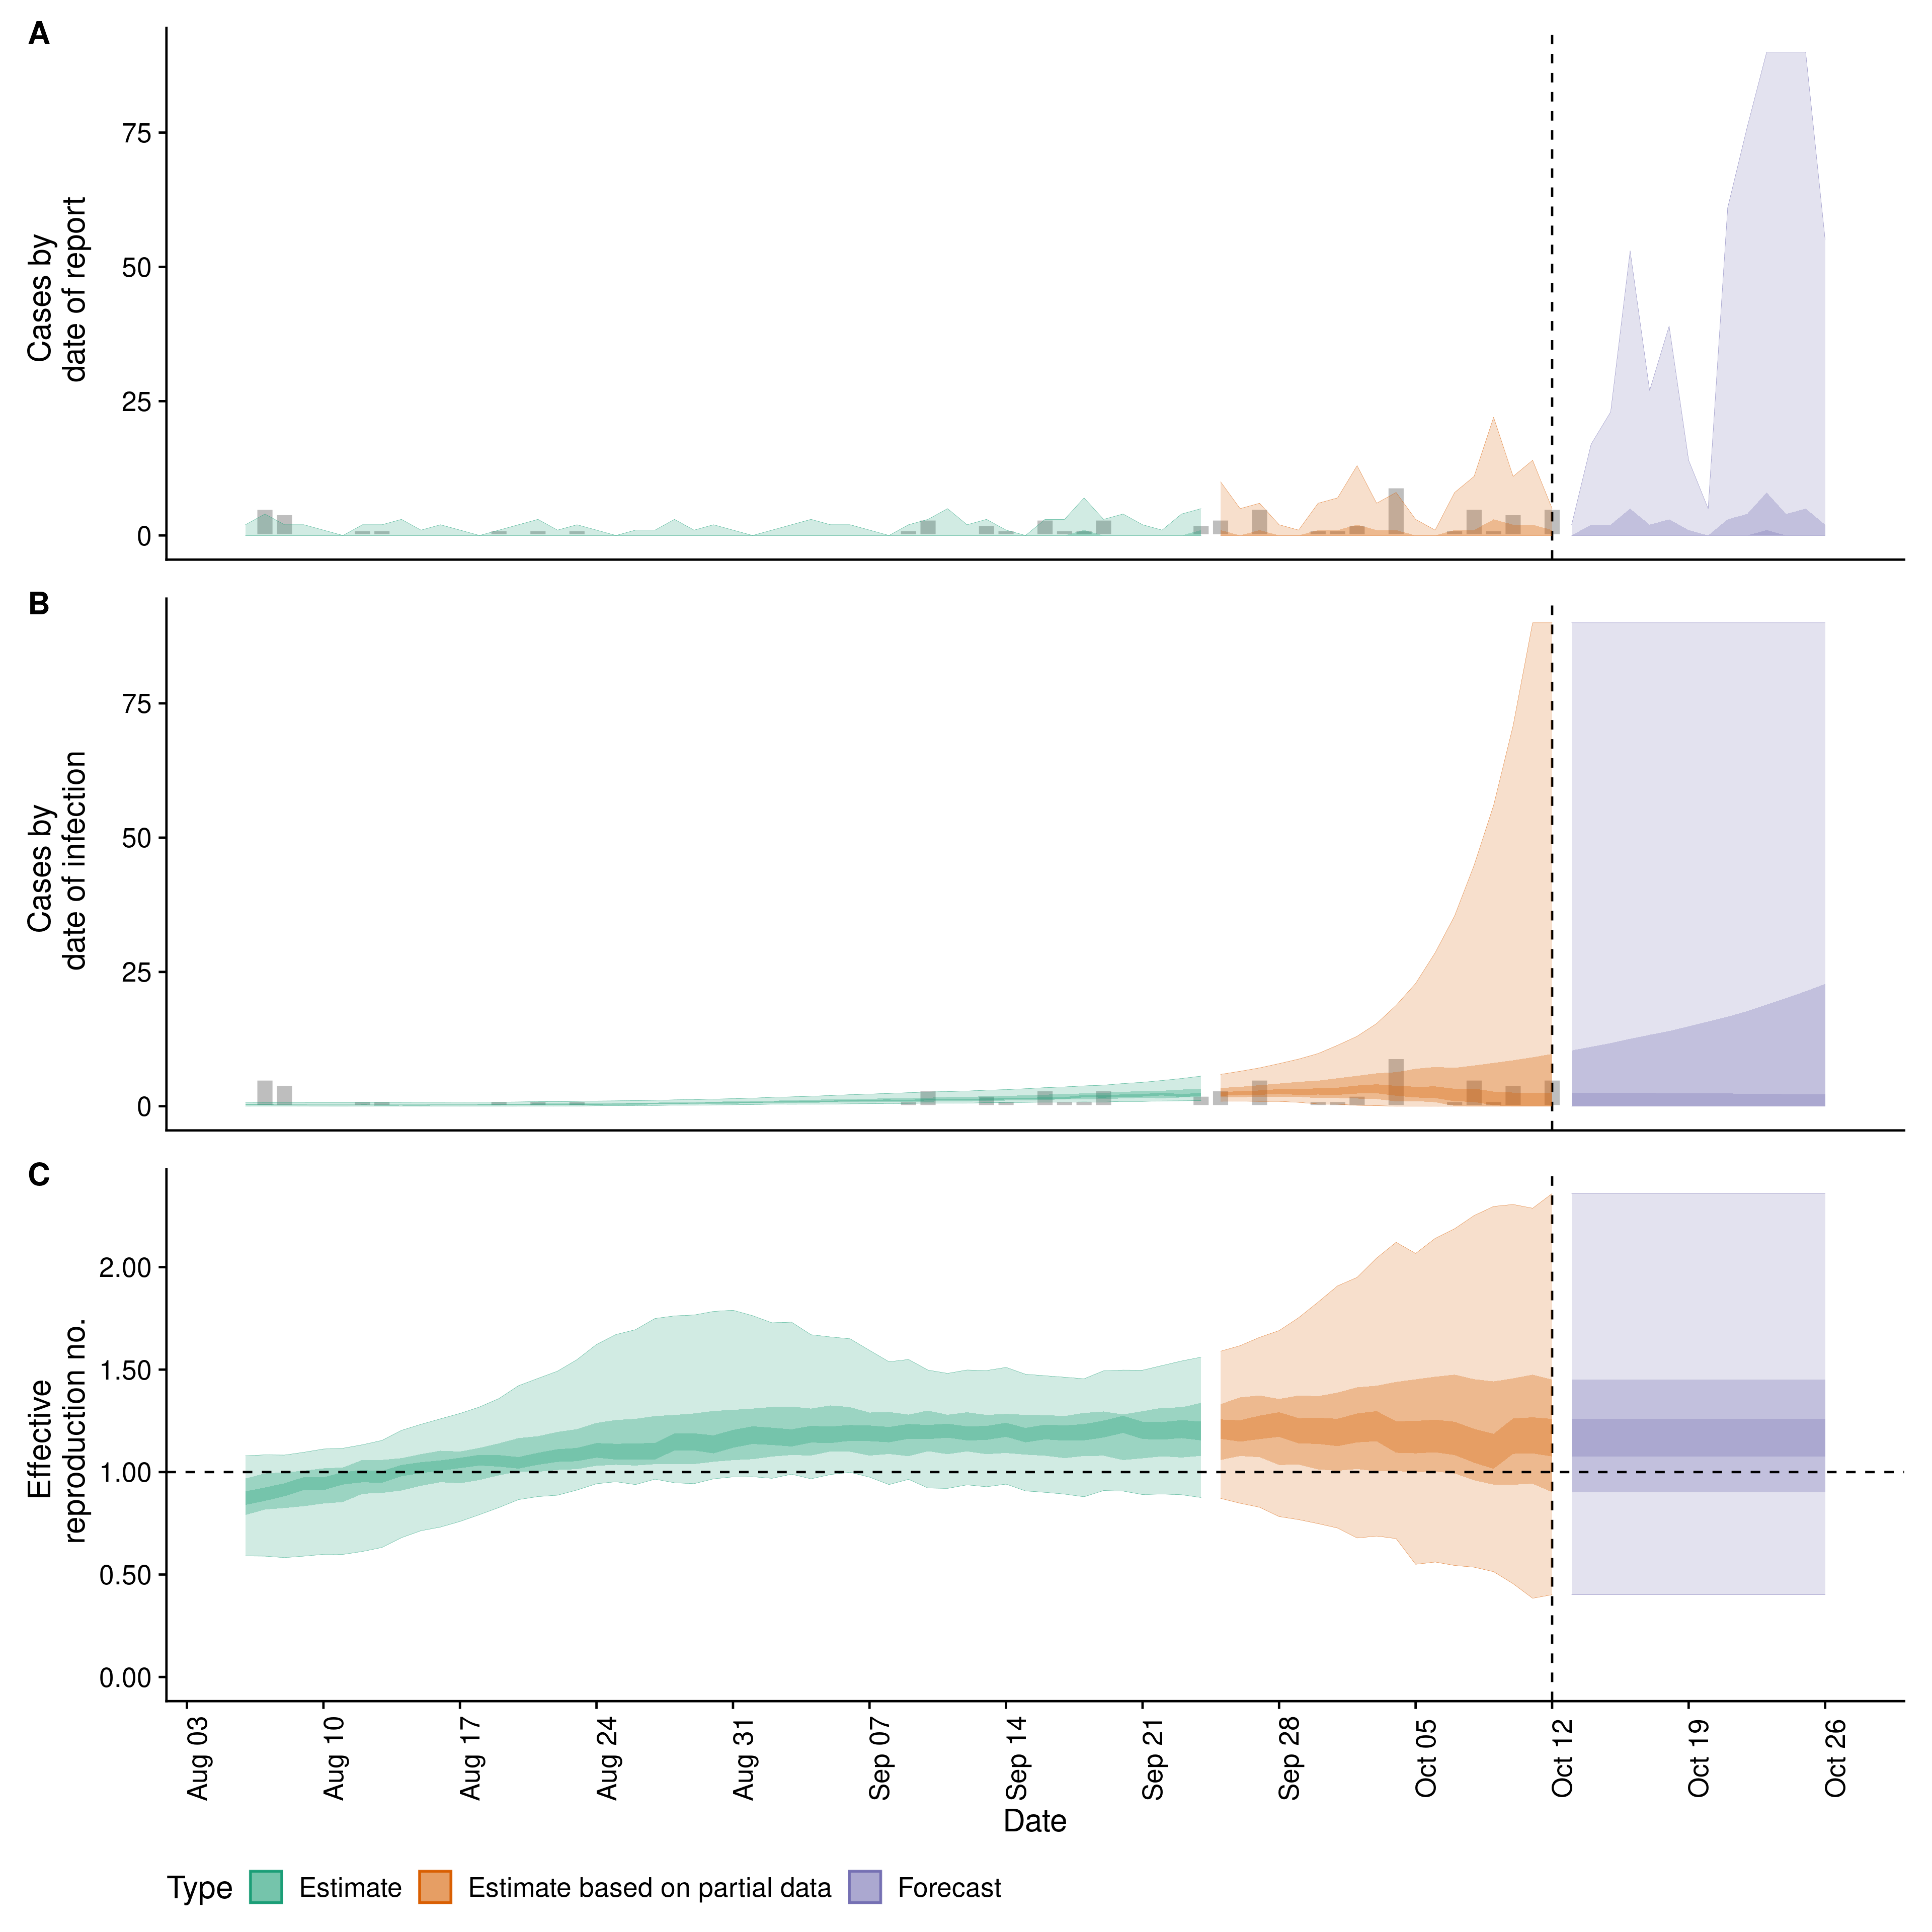 A
Cases by
date of report
75
50
25
0
B
Cases by
date of infection
75
50
25
0
C
Effective
reproduction no.
2.00
1.50
1.00
0.50
0.00
Aug 03
Aug 10
Aug 17
Aug 24
Aug 31
Sep 07
Sep 14
Sep 21
Sep 28
Oct 05
Oct 12
Oct 19
Oct 26
Date
Type Estimate Estimate based on partial data Forecast